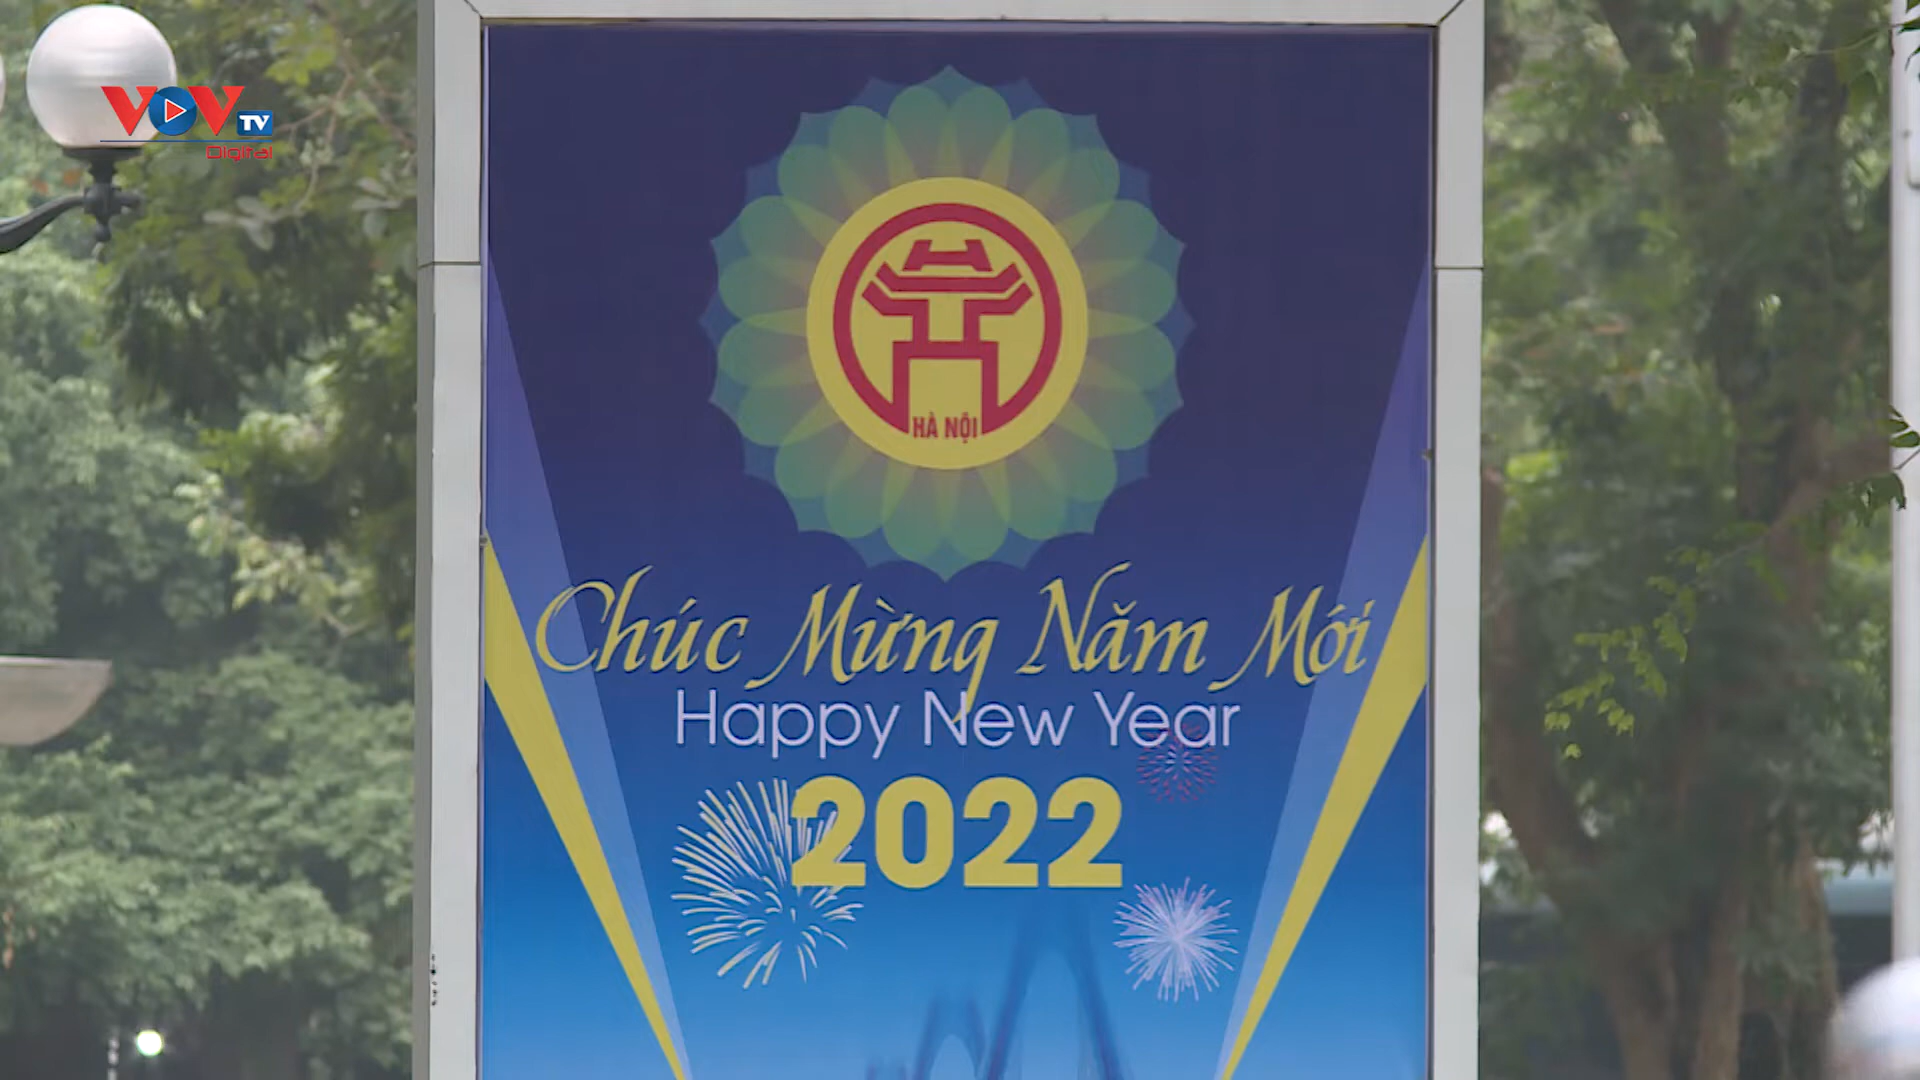 VOV TV
Digital
HÀ NỘI
Chúc Mừng Năm Mới
Happy New Year
2022